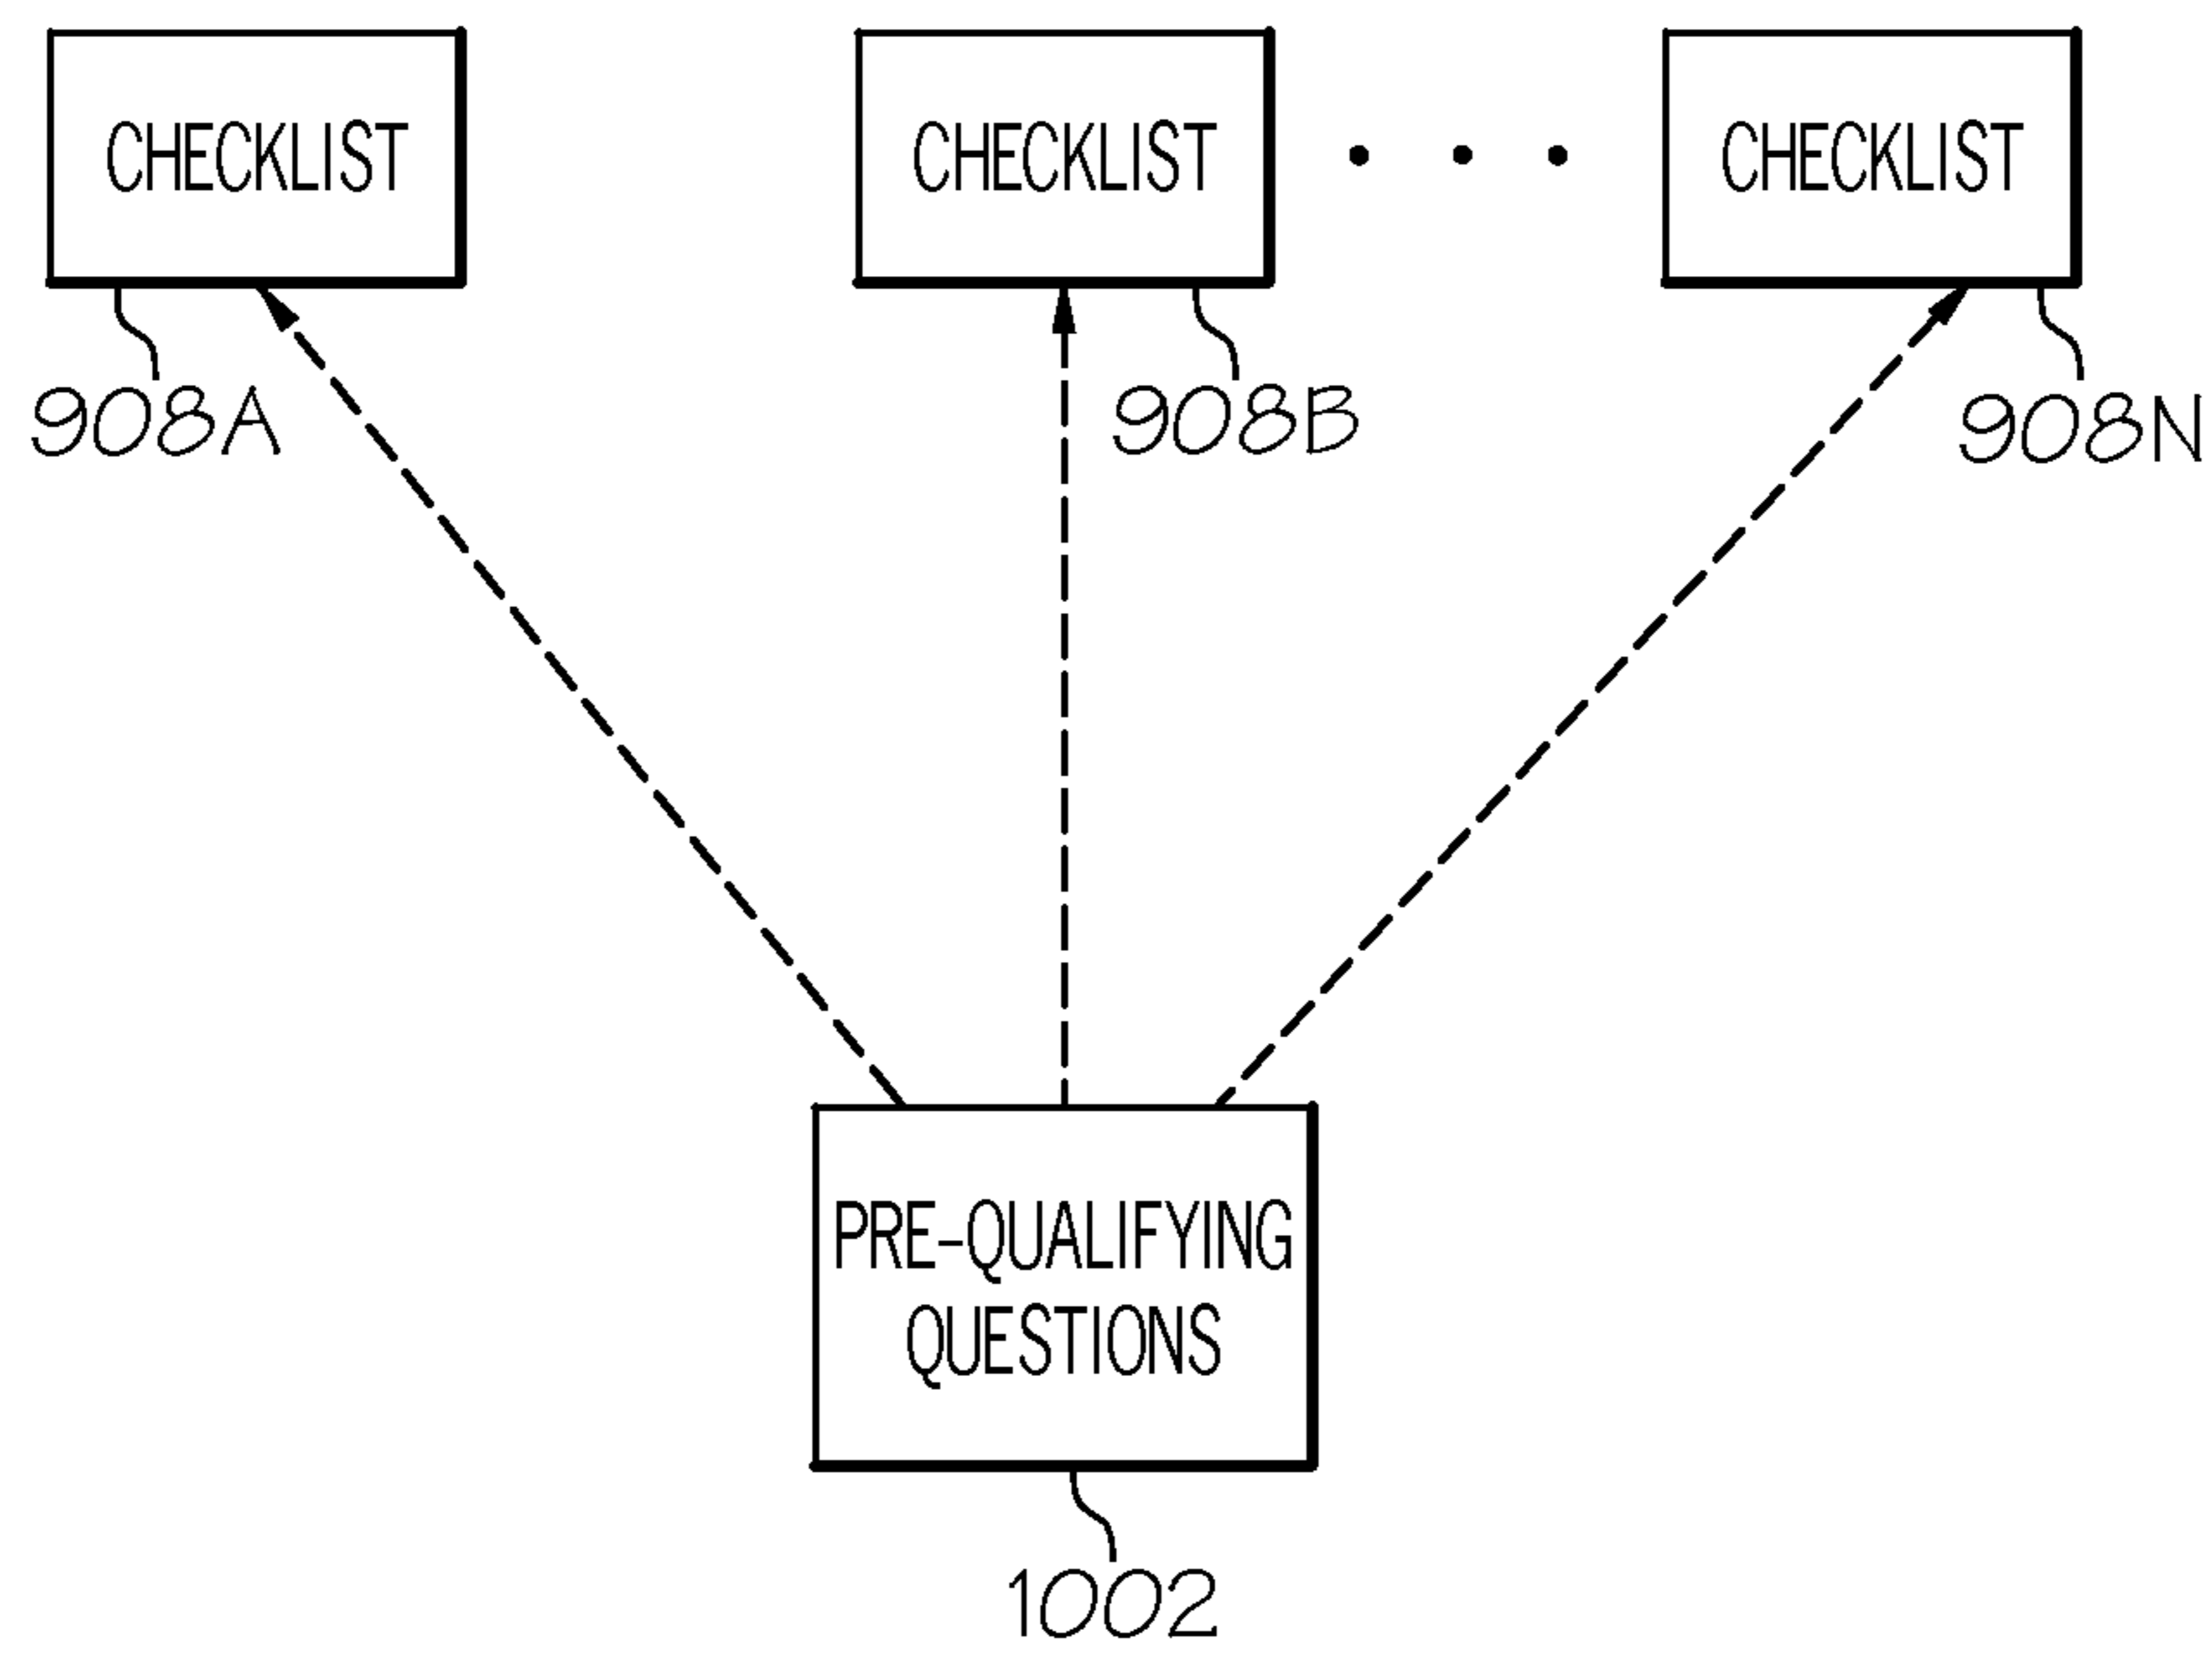 CHECKLIST
CHECKLIST
CHECKLIST
908A
908B
908N
PRE-QUALIFYING
QUESTIONS
1002